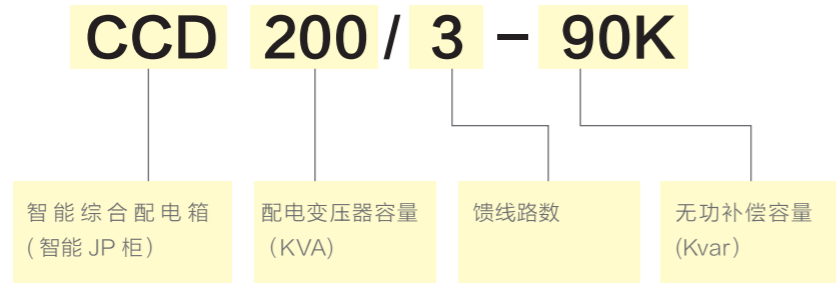 CCD 200 / 3 - 90K
智能综合配电箱
(智能 JP 柜）
配电变压器容量
（KVA)
馈线路数
无功补偿容量
(Kvar）